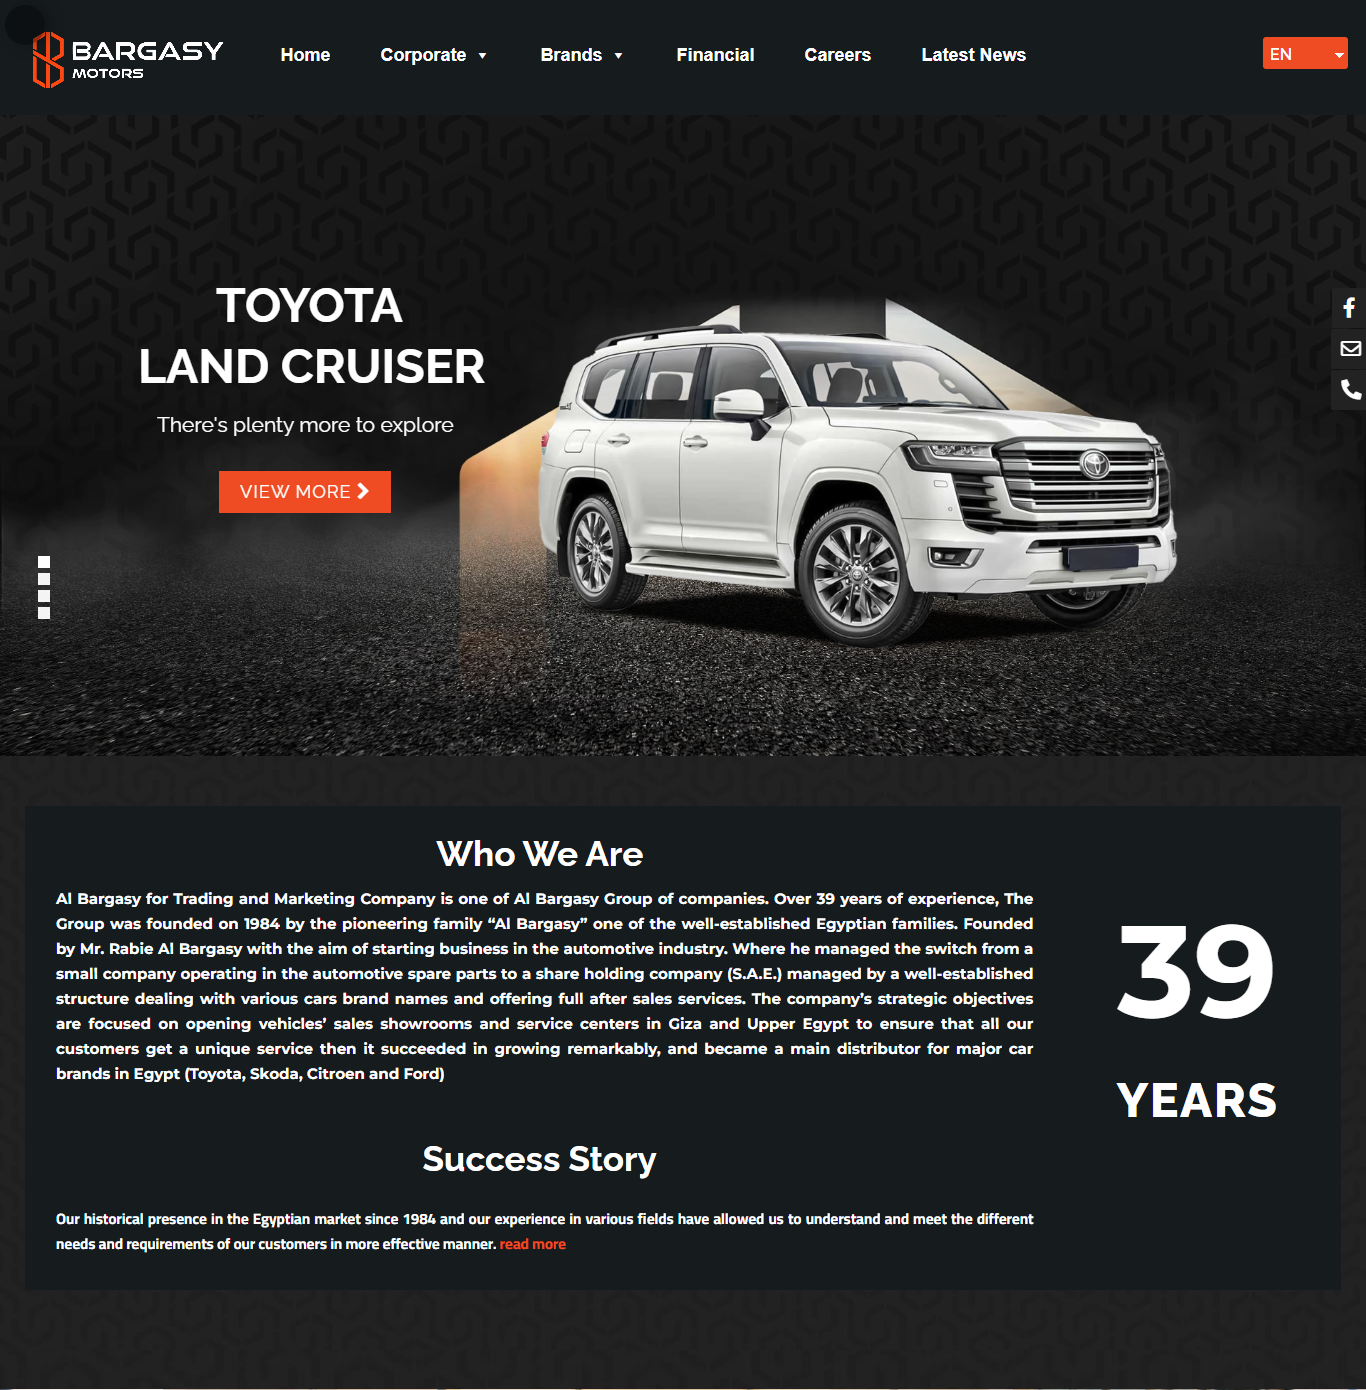 BARGASY
MOTORS
Home
Corporate
Brands
Financial
Careers
Latest News
EN
TOYOTA
LAND CRUISER
There's plenty more to explore
VIEW MORE
Who We Are
Al Bargasy for Trading and Marketing Company is one of Al Bargasy Group of companies. Over 39 years of experience, The
Group was founded on 1984 by the pioneering family “Al Bargasy” one of the well-established Egyptian families. Founded
by Mr. Rabie Al Bargasy with the aim of starting business in the automotive industry. Where he managed the switch from a
small company operating in the automotive spare parts to a share holding company (S.A.E.) managed by a well-established
structure dealing with various cars brand names and offering full after sales services. The company’s strategic objectives
are focused on opening vehicles’ sales showrooms and service centers in Giza and Upper Egypt to ensure that all our
customers get a unique service then it succeeded in growing remarkably, and became a main distributor for major car
brands in Egypt (Toyota, Skoda, Citroen and Ford)
39
YEARS
Success Story
Our historical presence in the Egyptian market since 1984 and our experience in various fields have allowed us to understand and meet the different
needs and requirements of our customers in more effective manner. read more